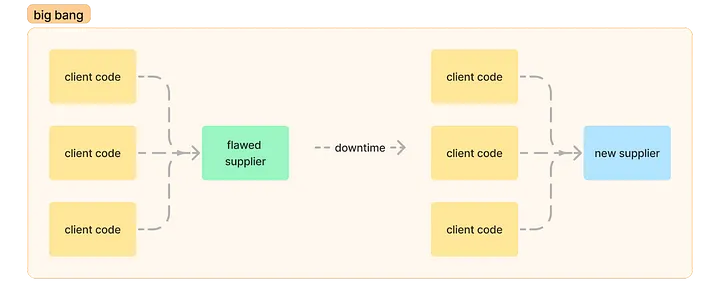 big bang
client code
client code
client code
flawed
supplier
downtime
client code
client code
client code
new supplier